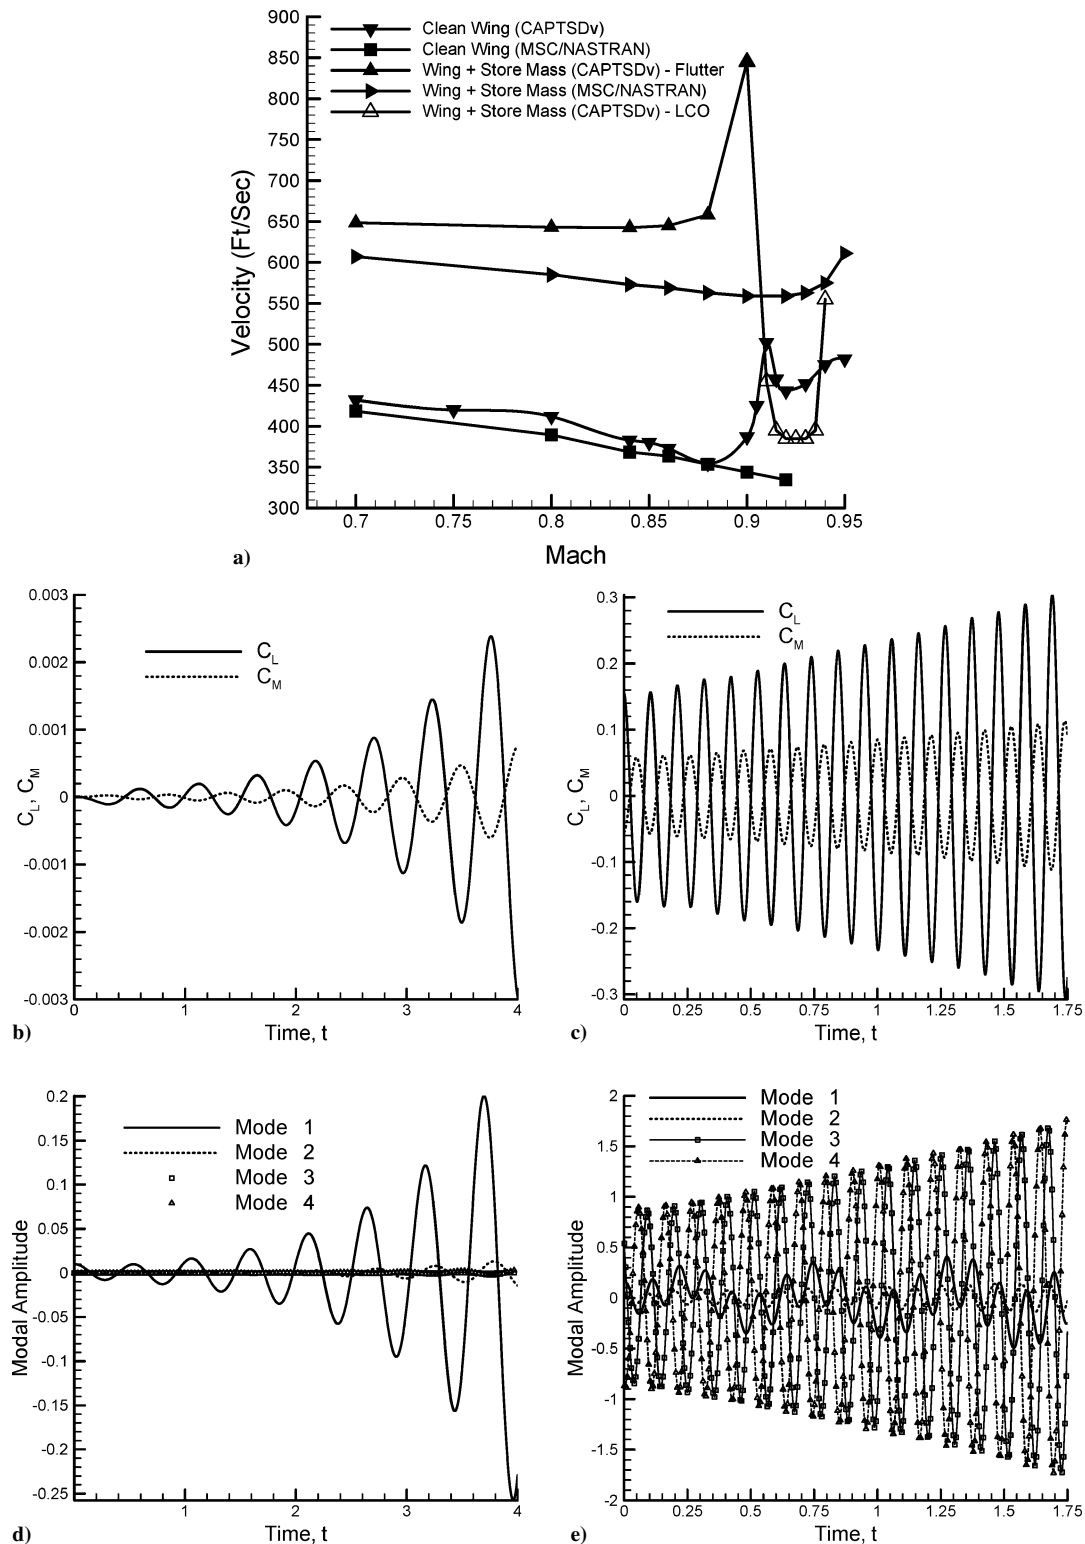 900
850
800
750
700
650
600
550
500
450
400
350
300
Velocity (Ft/Sec)
Clean Wing (CAPTSDv)
Clean Wing (MSC/NASTRAN)
Wing + Store Mass (CAPTSDv) - Flutter
Wing + Store Mass (MSC/NASTRAN)
Wing + Store Mass (CAPTSDv) - LCO
0.7 0.75 0.8 0.85 0.9 0.95
a) Mach
0.003
0.002
0.001
0
-0.001
-0.002
-0.003
C_L, C_M
C_L
C_M
0 1 2 3 4
b) Time, t
0.3
0.2
0.1
0
-0.1
-0.2
-0.3
C_L, C_M
C_L
C_M
0 0.25 0.5 0.75 1 1.25 1.5 1.75
c) Time, t
0.2
0.15
0.1
0.05
0
-0.05
-0.1
-0.15
-0.2
-0.25
Modal Amplitude
Mode 1
Mode 2
Mode 3
Mode 4
0 1 2 3 4
d) Time, t
2
1.5
1
0.5
0
-0.5
-1
-1.5
-2
Modal Amplitude
Mode 1
Mode 2
Mode 3
Mode 4
0 0.25 0.5 0.75 1 1.25 1.5 1.75
e) Time, t